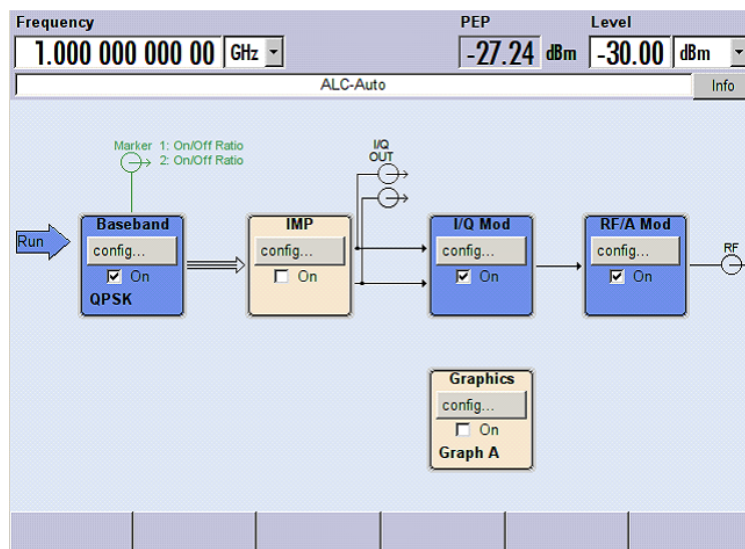 Frequency PEP Level
1.000 000 000 00 GHz -27.24 dBm -30.00 dBm
ALC-Auto Info
Marker 1: On/Off Ratio
2: On/Off Ratio
I/Q
OUT
Run
Baseband
config...
On
QPSK
IMP
config...
On
I/Q Mod
config...
On
RF/A Mod
config...
On
RF
Graphics
config...
On
Graph A